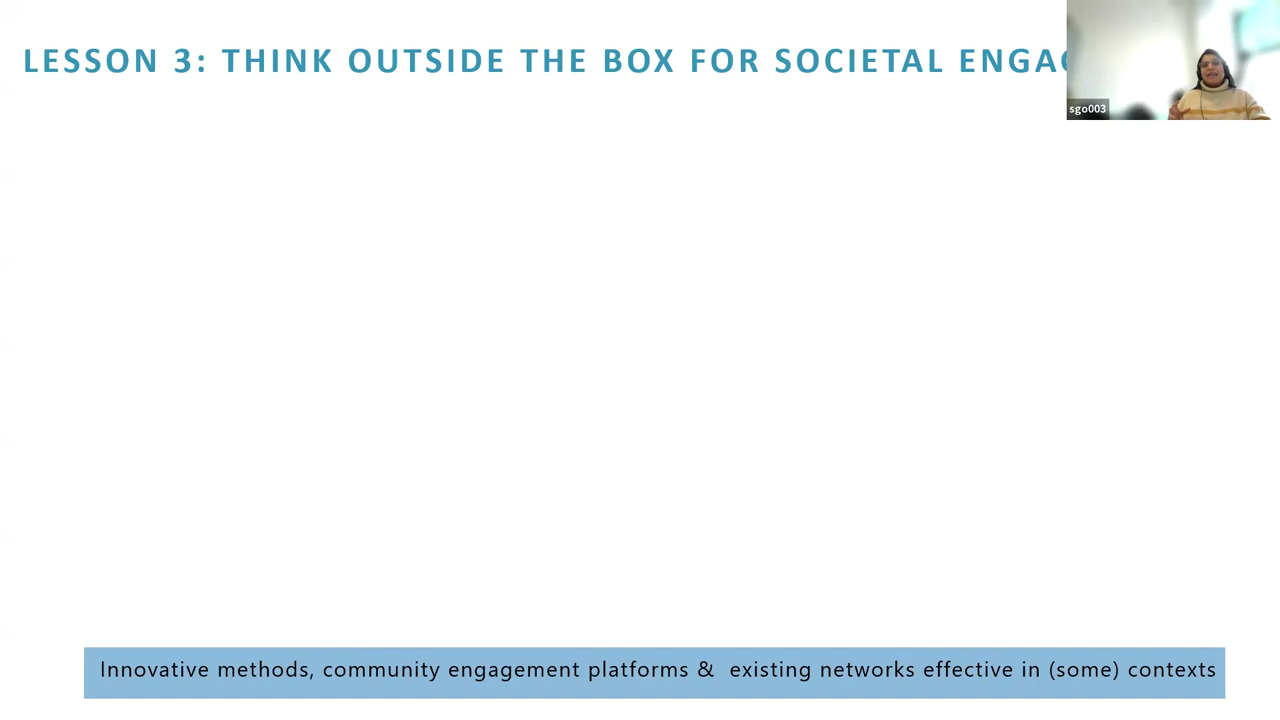 LESSON 3: THINK OUTSIDE THE BOX FOR SOCIETAL
sgo003
Innovative methods, community engagement platforms & existing networks effective in (some) contexts